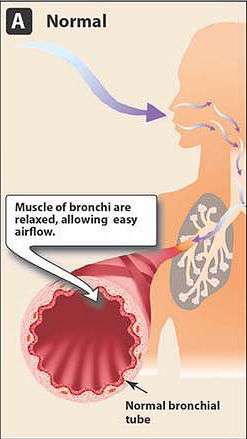 A Normal
Muscle of bronchi are
relaxed, allowing easy
airflow.
Normal bronchial
tube